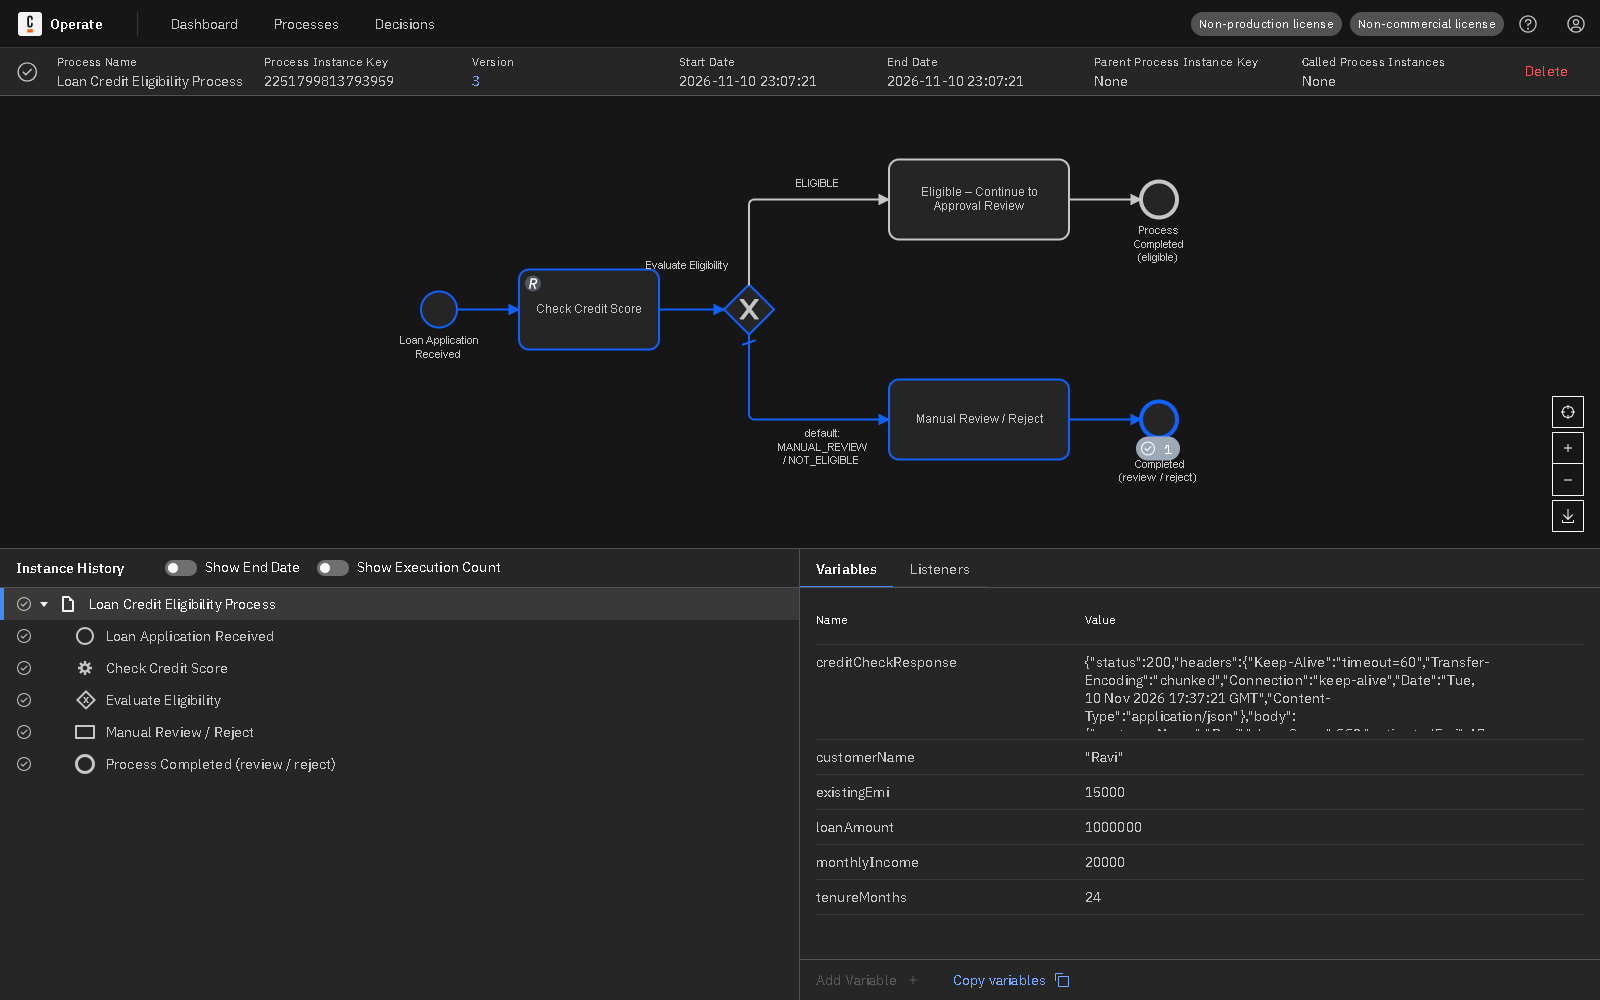 C Operate
Dashboard
Processes
Decisions
Non-production license
Non-commercial license
Process Name
Loan Credit Eligibility Process
Process Instance Key
2251799813793959
Version
3
Start Date
2026-11-10 23:07:21
End Date
2026-11-10 23:07:21
Parent Process Instance Key
None
Called Process Instances
None
Delete
ELIGIBLE
Eligible – Continue to
Approval Review
Process
Completed
(eligible)
Evaluate Eligibility
R
Check Credit Score
X
Loan Application
Received
Manual Review / Reject
default:
MANUAL_REVIEW
/ NOT_ELIGIBLE
1
Completed
(review / reject)
Instance History
Show End Date
Show Execution Count
Loan Credit Eligibility Process
Loan Application Received
Check Credit Score
Evaluate Eligibility
Manual Review / Reject
Process Completed (review / reject)
Variables
Listeners
Name
Value
creditCheckResponse
{"status":200,"headers":{"Keep-Alive":"timeout=60","Transfer-
Encoding":"chunked","Connection":"keep-alive","Date":"Tue,
10 Nov 2026 17:37:21 GMT","Content-
Type":"application/json"},"body":
customerName
"Ravi"
existingEmi
15000
loanAmount
1000000
monthlyIncome
20000
tenureMonths
24
Add Variable +
Copy variables